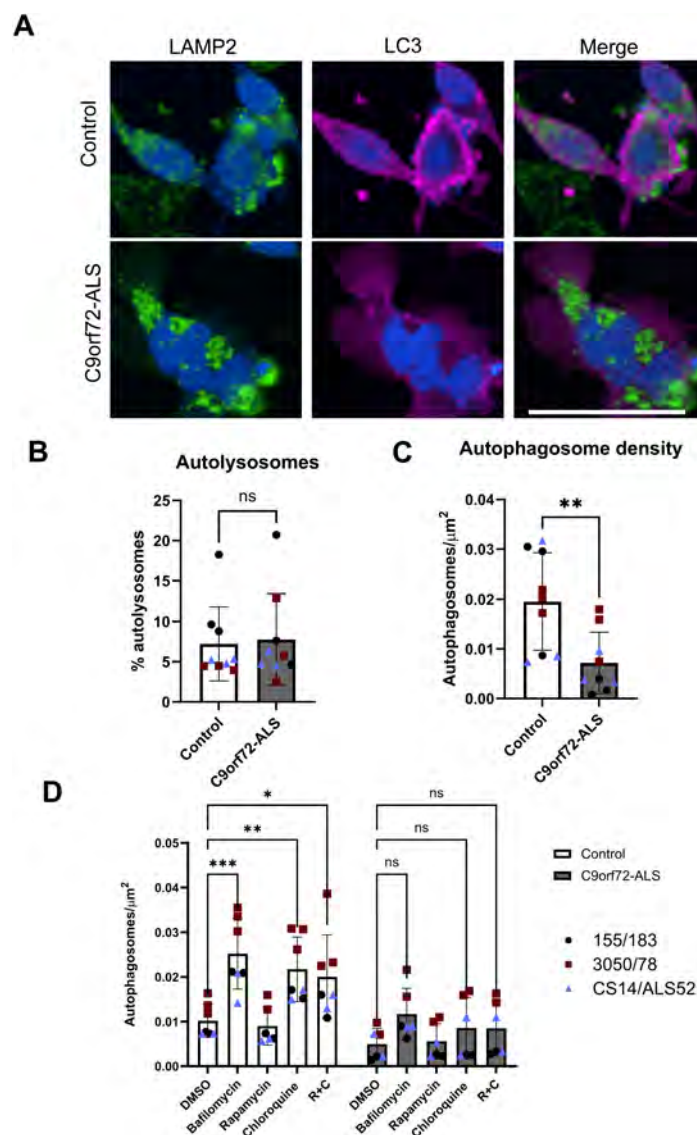 A
LAMP2 LC3 Merge
Control
C9orf72-ALS
B
Autolysosomes
ns
% autolysosomes
25
20
15
10
5
0
Control
C9orf72-ALS
C
Autophagosome density
**
Autophagosomes/μm²
0.04
0.03
0.02
0.01
0.00
Control
C9orf72-ALS
D
* ns
** ns
*** ns
Autophagosomes/μm²
0.05
0.04
0.03
0.02
0.01
0.00
DMSO Bafilomycin Rapamycin Chloroquine R+C DMSO Bafilomycin Rapamycin Chloroquine R+C
Control
C9orf72-ALS
155/183
3050/78
CS14/ALS52